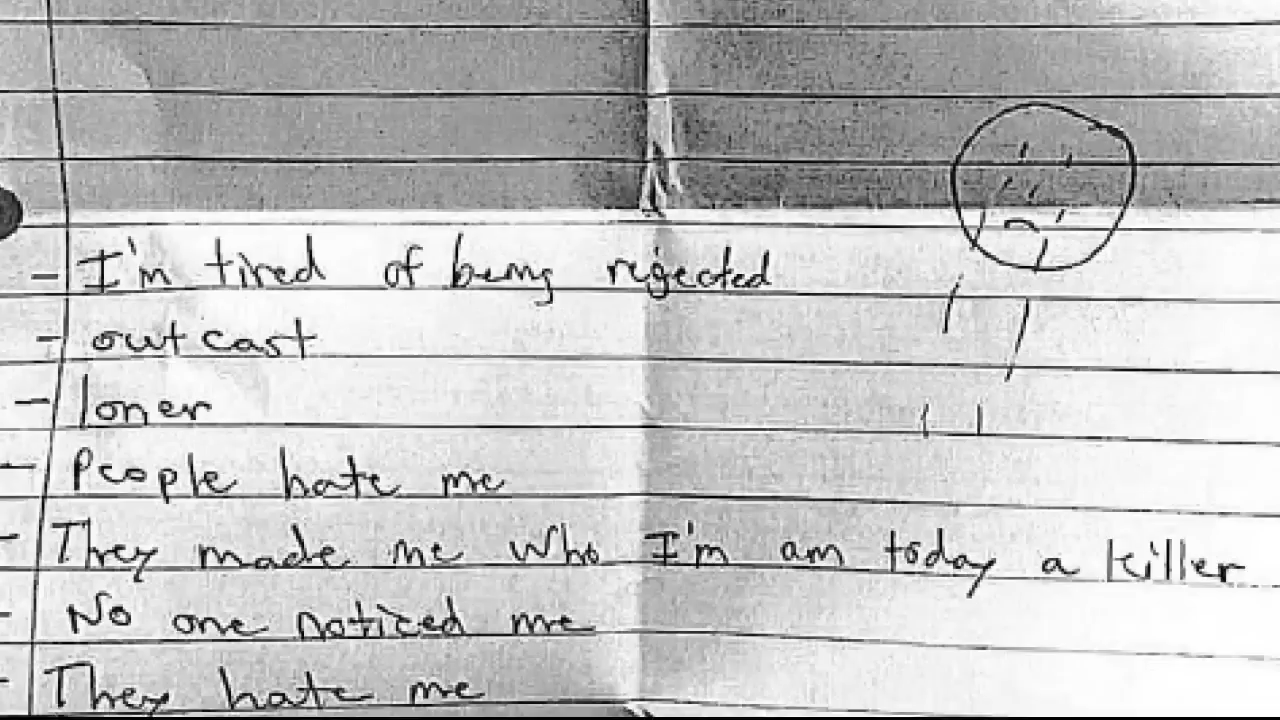 - I'm tired of being rejected
- outcast
- loner
- People hate me
- They made me who I'm am today a killer
- No one noticed me
- They hate me